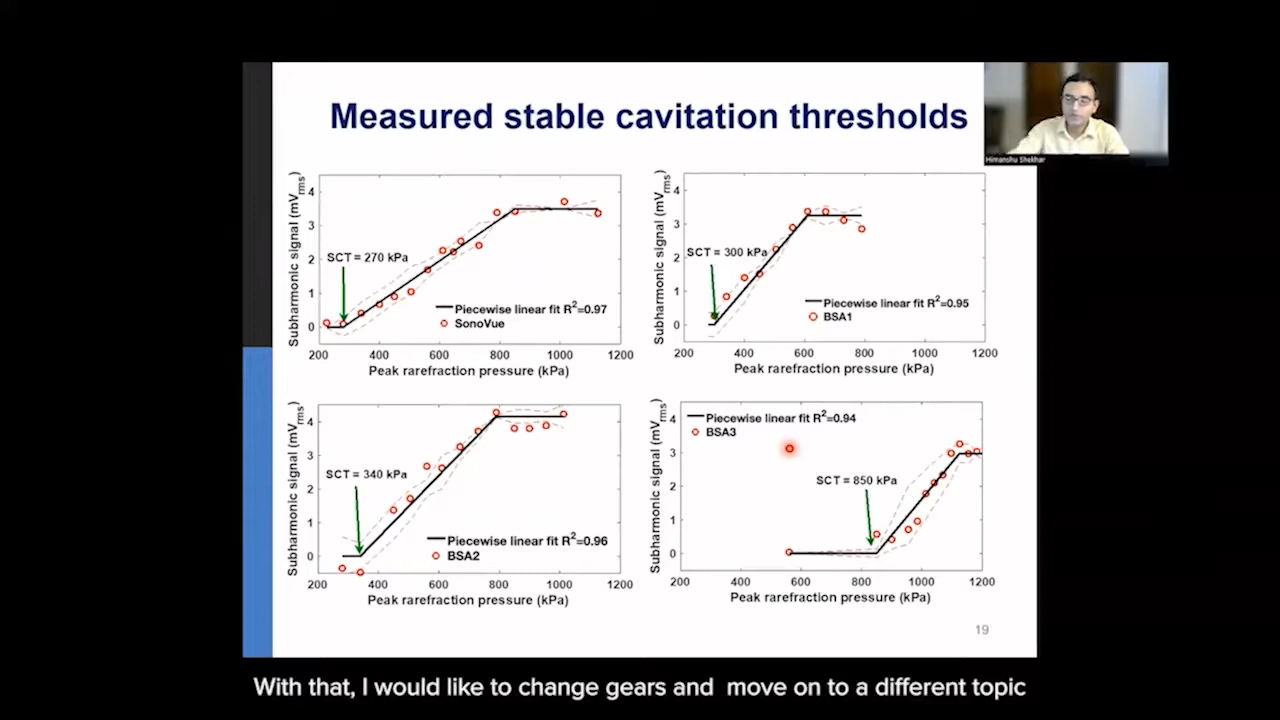 Measured stable cavitation thresholds
Himanshu Shekhar
Subharmonic signal (mVrms)
4
3
2
1
0
SCT = 270 kPa
Piecewise linear fit R2=0.97
SonoVue
200 400 600 800 1000 1200
Peak rarefraction pressure (kPa)
Subharmonic signal (mVrms)
4
3
2
1
0
SCT = 300 kPa
Piecewise linear fit R2=0.95
BSA1
200 400 600 800 1000 1200
Peak rarefraction pressure (kPa)
Subharmonic signal (mVrms)
4
3
2
1
0
SCT = 340 kPa
Piecewise linear fit R2=0.96
BSA2
200 400 600 800 1000 1200
Peak rarefraction pressure (kPa)
Subharmonic signal (mVrms)
4
3
2
1
0
Piecewise linear fit R2=0.94
BSA3
SCT = 850 kPa
200 400 600 800 1000 1200
Peak rarefraction pressure (kPa)
19
With that, I would like to change gears and move on to a different topic